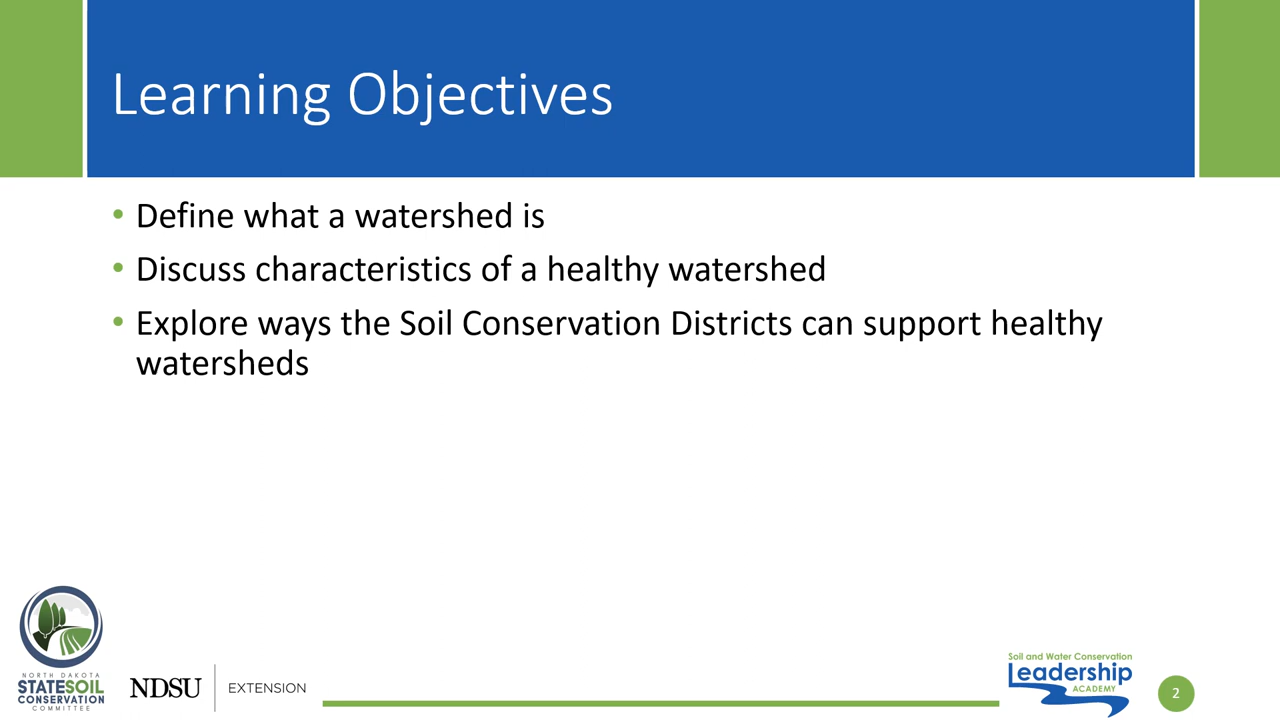 Learning Objectives
• Define what a watershed is
• Discuss characteristics of a healthy watershed
• Explore ways the Soil Conservation Districts can support healthy
watersheds
NORTH DAKOTA
STATESOIL
CONSERVATION
COMMITTEE
NDSU EXTENSION
Soil and Water Conservation
Leadership
ACADEMY
2